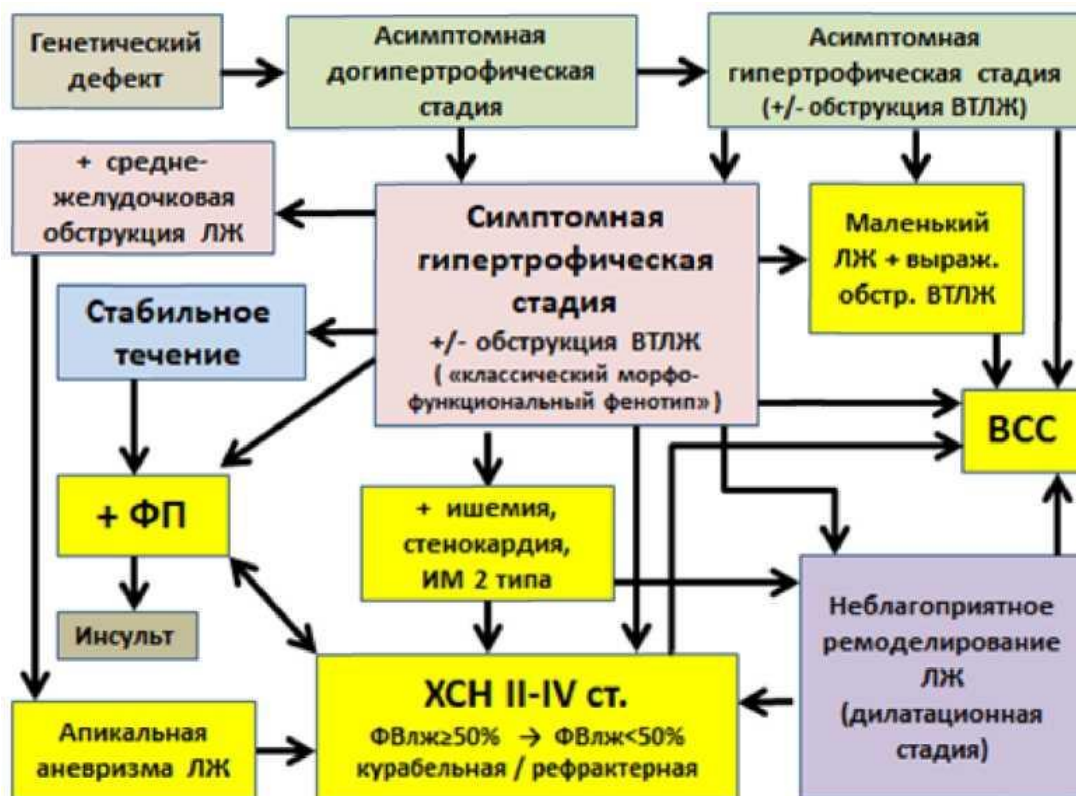 Генетический
дефект
Асимптомная
догипертрофическая
стадия
Асимптомная
гипертрофическая стадия
(+/- обструкция ВТЛЖ)
+ средне-
желудочковая
обструкция ЛЖ
Симптомная
гипертрофическая
стадия
+/- обструкция ВТЛЖ
( «классический морфо-
функциональный фенотип» )
Маленький
ЛЖ + выраж.
обстр. ВТЛЖ
Стабильное
течение
ВСС
+ ФП
+ ишемия,
стенокардия,
ИМ 2 типа
Инсульт
Неблагоприятное
ремоделирование
ЛЖ
(дилатационная
стадия)
Апикальная
аневризма ЛЖ
ХСН II-IV ст.
ФВлж≥50% → ФВлж<50%
курабельная / рефрактерная